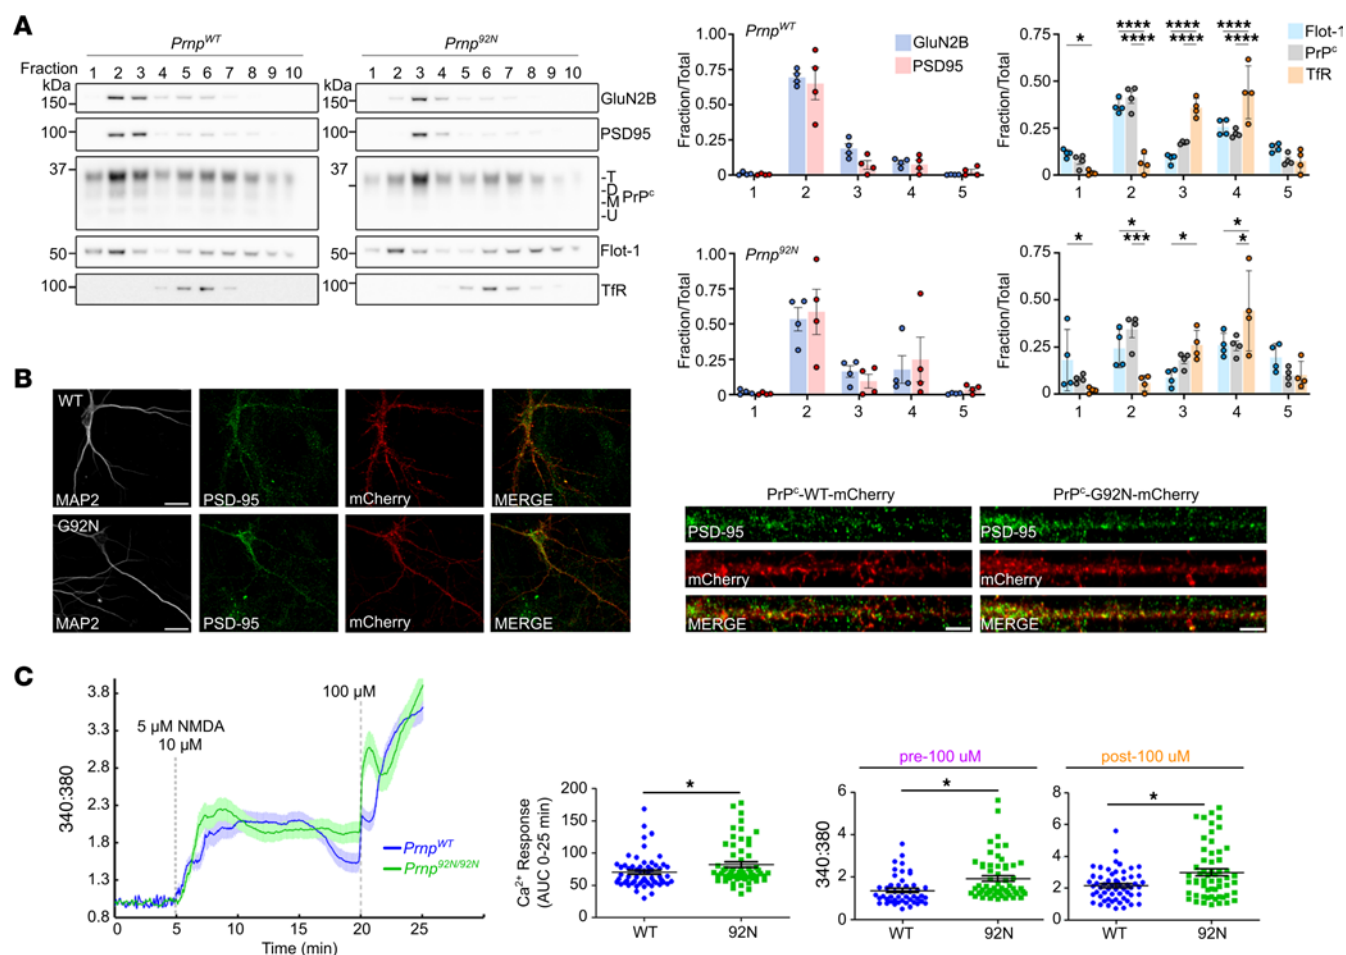 A
Prnp^WT
Prnp^92N
Fraction
1 2 3 4 5 6 7 8 9 10
1 2 3 4 5 6 7 8 9 10
kDa
kDa
150
150
GluN2B
100
100
PSD95
37
37
-T
-D
-M
-U
PrP^c
50
50
Flot-1
100
100
TfR
Prnp^WT
GluN2B
PSD95
Fraction/Total
1.00
0.75
0.50
0.25
0
1 2 3 4 5
Flot-1
PrP^c
TfR
Fraction/Total
0.75
0.50
0.25
0
* **** **** **** **** **** ****
1 2 3 4 5
Prnp^92N
Fraction/Total
1.00
0.75
0.50
0.25
0
1 2 3 4 5
Fraction/Total
0.75
0.50
0.25
0
* * *** * * *
1 2 3 4 5
B
WT
MAP2
PSD-95
mCherry
MERGE
G92N
MAP2
PSD-95
mCherry
MERGE
PrP^c-WT-mCherry
PrP^c-G92N-mCherry
PSD-95
PSD-95
mCherry
mCherry
MERGE
MERGE
C
340:380
3.8
3.3
2.8
2.3
1.8
1.3
0.8
5 µM NMDA
10 µM
100 µM
Prnp^WT
Prnp^92N/92N
0 5 10 15 20 25 30
Time (min)
Ca²⁺ Response
(AUC 0-25 min)
200
150
100
50
0
*
WT 92N
pre-100 uM
340:380
6
4
2
0
*
WT 92N
post-100 uM
8
6
4
2
0
*
WT 92N